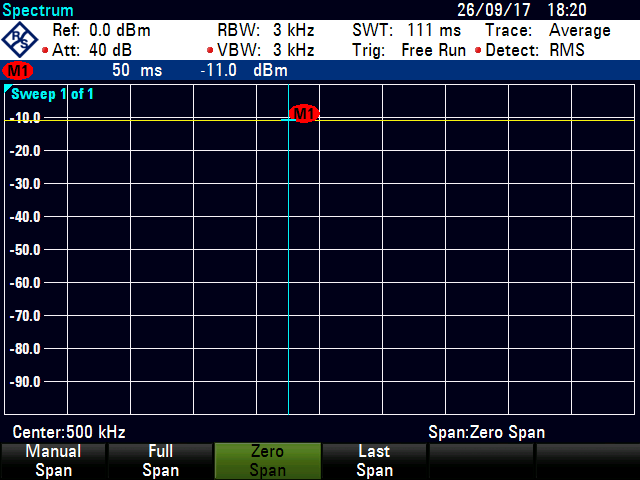 Spectrum 26/09/17 18:20
Ref: 0.0 dBm RBW: 3 kHz SWT: 111 ms Trace: Average
Att: 40 dB VBW: 3 kHz Trig: Free Run Detect: RMS
R&S
M1 50 ms -11.0 dBm
Sweep 1 of 1
M1
-10.0
-20.0
-30.0
-40.0
-50.0
-60.0
-70.0
-80.0
-90.0
Center:500 kHz Span:Zero Span
Manual Span
Full Span
Zero Span
Last Span